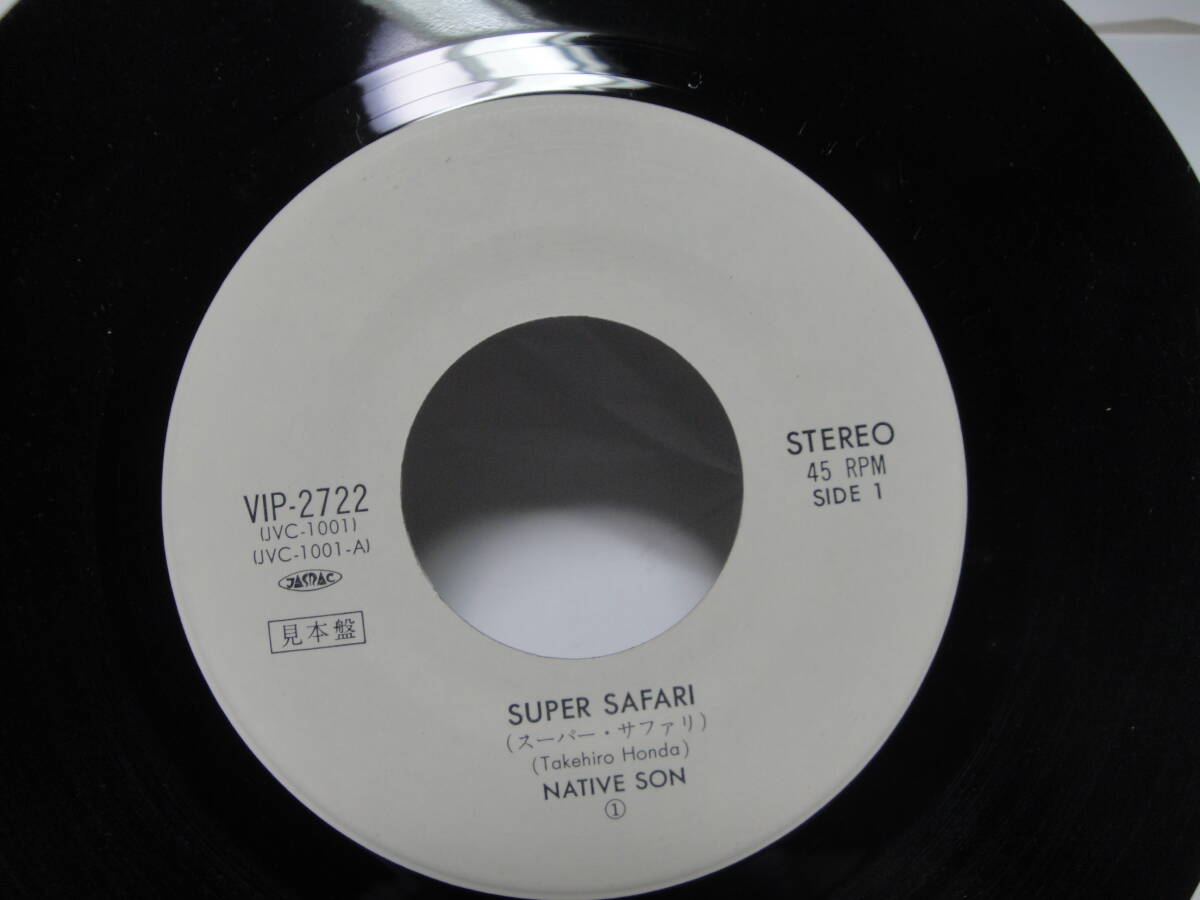 STEREO
45 RPM
SIDE 1
VIP-2722
(JVC-1001)
(JVC-1001-A)
JASRAC
見本盤
SUPER SAFARI
(スーパー・サファリ)
(Takehiro Honda)
NATIVE SON
①